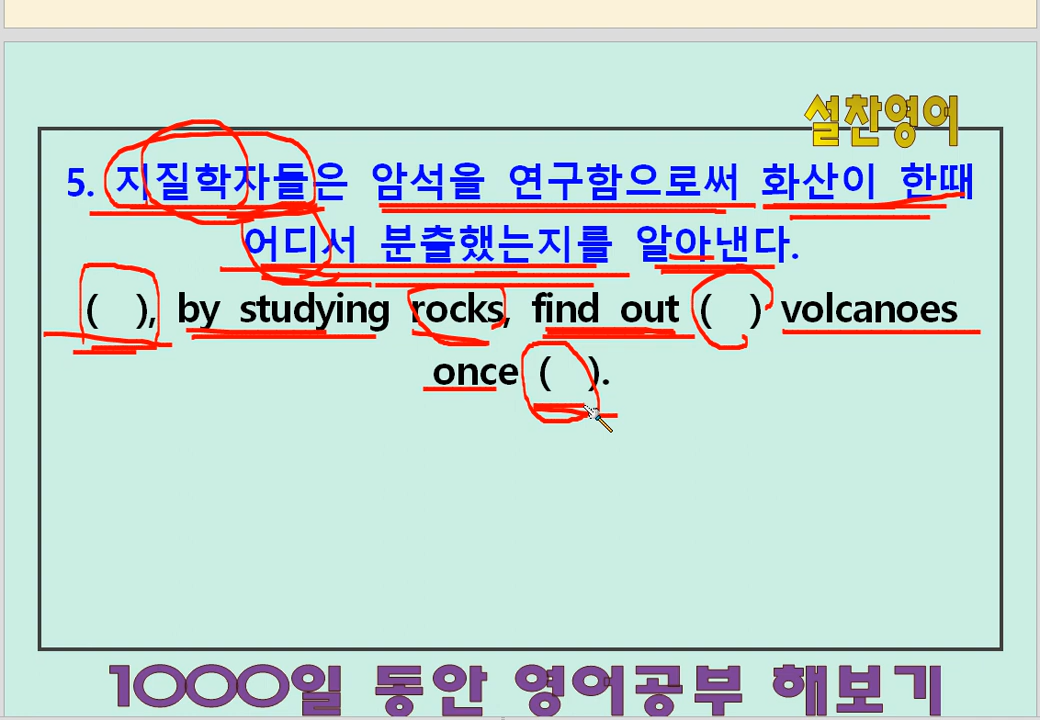 설찬영어
5. 지질학자들은 암석을 연구함으로써 화산이 한때
어디서 분출했는지를 알아낸다.
(   ), by studying rocks, find out (   ) volcanoes
once (   ).
1000일 동안 영어공부 해보기